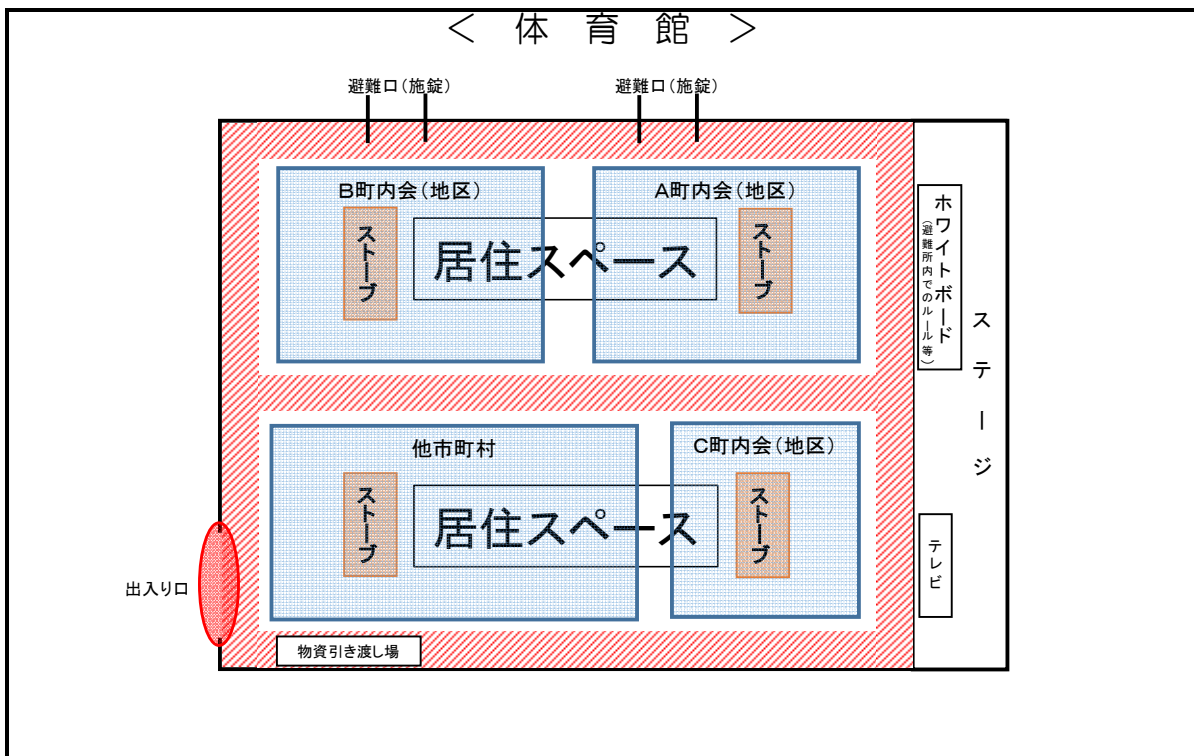 ＜ 体 育 館 ＞
避難口（施錠）
避難口（施錠）
B町内会（地区）
A町内会（地区）
ストーブ
居住スペース
ストーブ
ホワイトボード
（避難所内でのルール等）
ステージ
他市町村
C町内会（地区）
ストーブ
居住スペース
ストーブ
テレビ
出入り口
物資引き渡し場